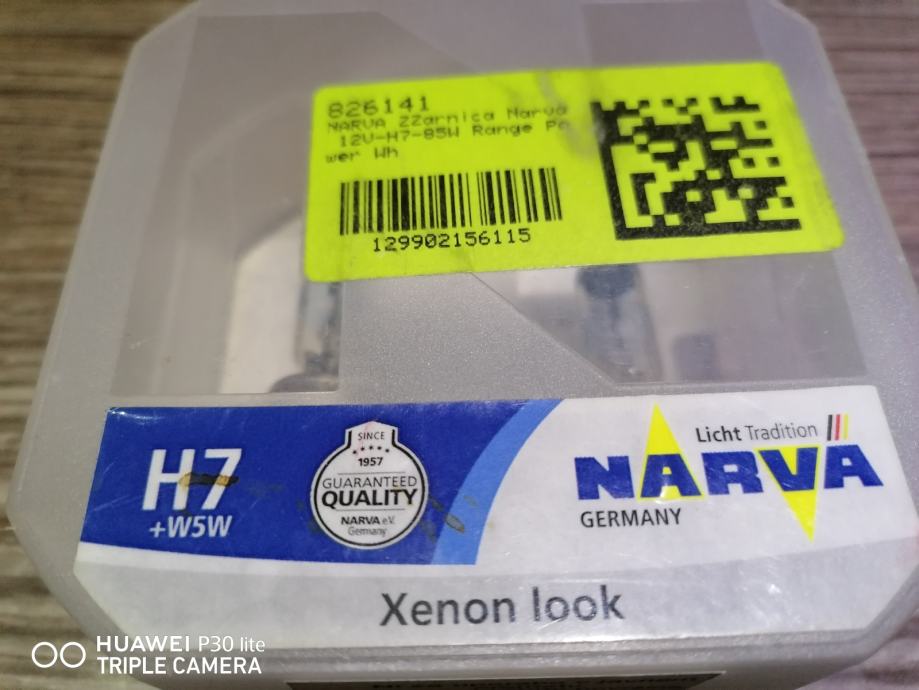 826141
NARVA ZZarnica Narva
12V-H7-85W Range Po
wer Wh
129902156115
H7
+W5W
SINCE
1957
GUARANTEED
QUALITY
NARVA e.V.
Germany
Licht Tradition
NARVA
GERMANY
Xenon look
HUAWEI P30 lite
TRIPLE CAMERA